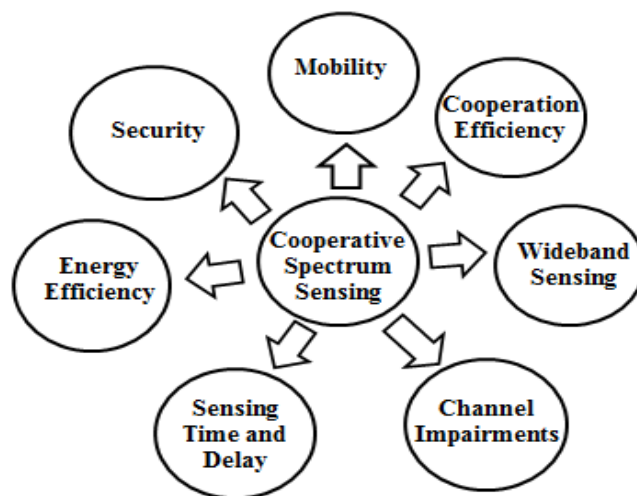 Mobility
Cooperation
Efficiency
Security
Cooperative
Spectrum
Sensing
Wideband
Sensing
Energy
Efficiency
Sensing
Time and
Delay
Channel
Impairments